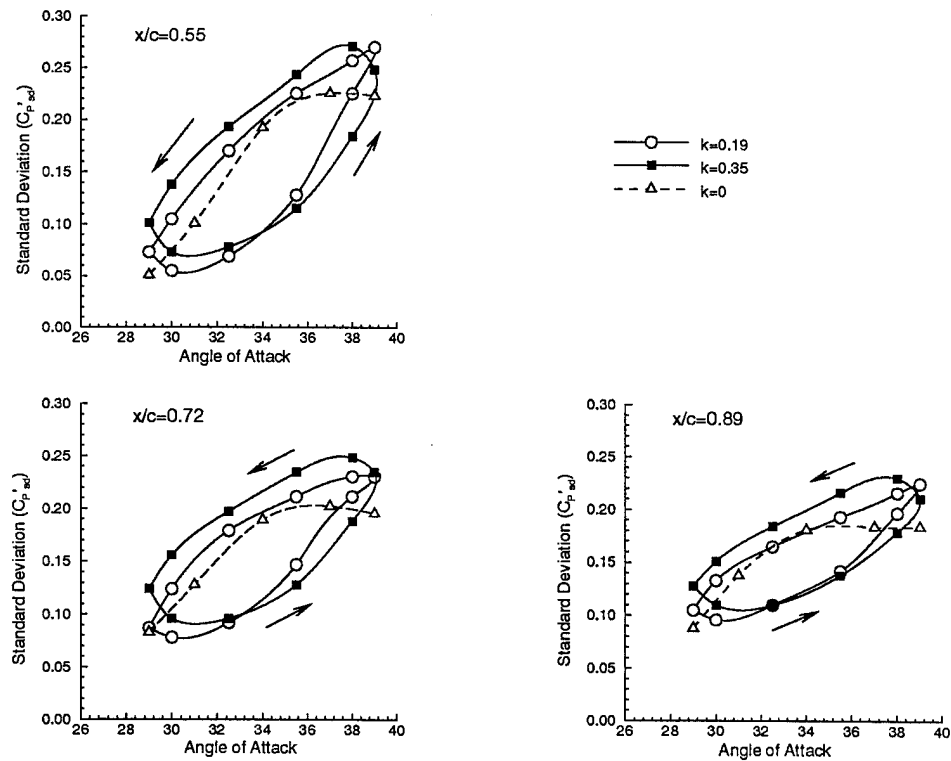 x/c=0.55
Standard Deviation (Cp'sd)
0.30
0.25
0.20
0.15
0.10
0.05
0.00
26 28 30 32 34 36 38 40
Angle of Attack
k=0.19
k=0.35
k=0
x/c=0.72
Standard Deviation (Cp'sd)
0.30
0.25
0.20
0.15
0.10
0.05
0.00
26 28 30 32 34 36 38 40
Angle of Attack
x/c=0.89
Standard Deviation (Cp'sd)
0.30
0.25
0.20
0.15
0.10
0.05
0.00
26 28 30 32 34 36 38 40
Angle of Attack